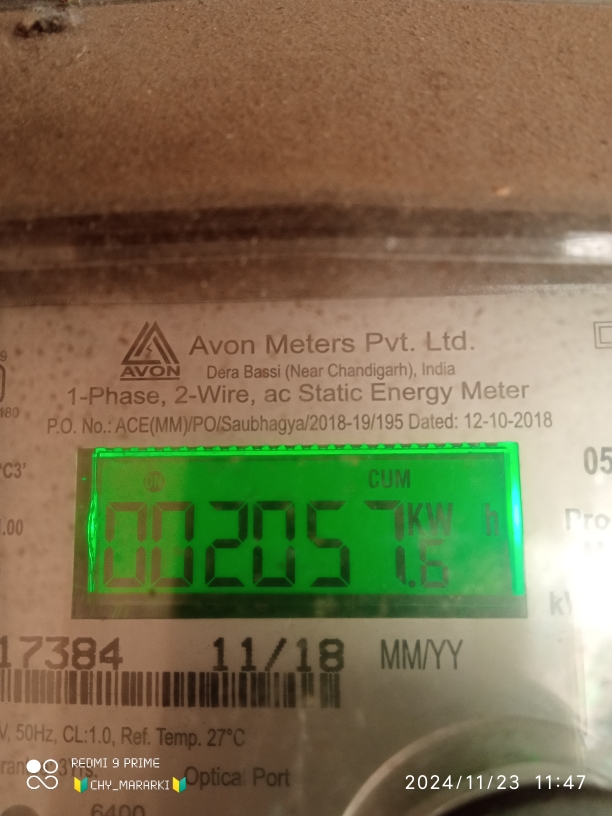 Avon Meters Pvt. Ltd.
AVON
Dera Bassi (Near Chandigarh), India
1-Phase, 2-Wire, ac Static Energy Meter
P.O. No.: ACE(MM)/PO/Saubhagya/2018-19/195 Dated: 12-10-2018
CUM
002057.6 KW h
17384 11/18 MM/YY
V, 50Hz, CL:1.0, Ref. Temp. 27°C
Optical Port
6400
REDMI 9 PRIME
CHY_MARARKI
2024/11/23 11:47